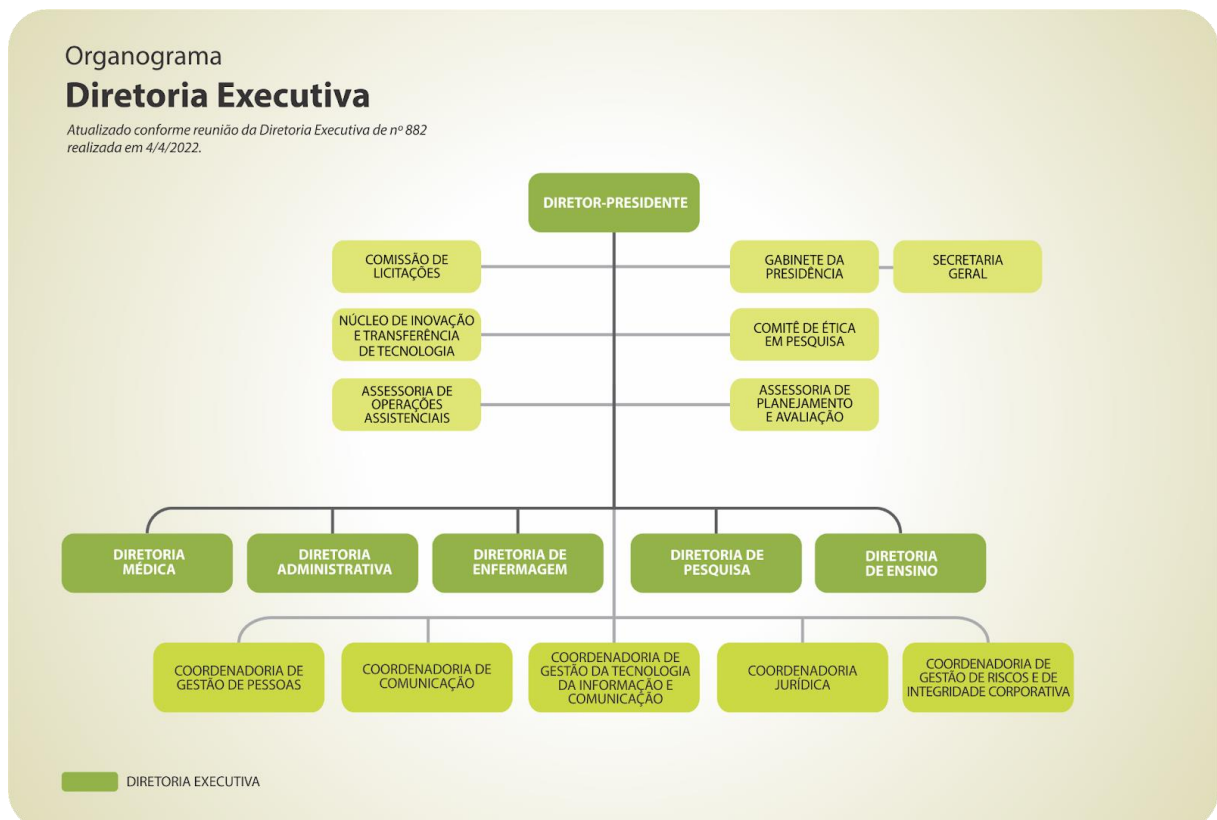 Organograma
Diretoria Executiva
Atualizado conforme reunião da Diretoria Executiva de nº 882
realizada em 4/4/2022.
DIRETOR-PRESIDENTE
COMISSÃO DE
LICITAÇÕES
GABINETE DA
PRESIDÊNCIA
SECRETARIA
GERAL
NÚCLEO DE INOVAÇÃO
E TRANSFERÊNCIA
DE TECNOLOGIA
COMITÊ DE ÉTICA
EM PESQUISA
ASSESSORIA DE
OPERAÇÕES
ASSISTENCIAIS
ASSESSORIA DE
PLANEJAMENTO
E AVALIAÇÃO
DIRETORIA
MÉDICA
DIRETORIA
ADMINISTRATIVA
DIRETORIA DE
ENFERMAGEM
DIRETORIA DE
PESQUISA
DIRETORIA
DE ENSINO
COORDENADORIA DE
GESTÃO DE PESSOAS
COORDENADORIA DE
COMUNICAÇÃO
COORDENADORIA DE
GESTÃO DA TECNOLOGIA
DA INFORMAÇÃO E
COMUNICAÇÃO
COORDENADORIA
JURÍDICA
COORDENADORIA DE
GESTÃO DE RISCOS E DE
INTEGRIDADE CORPORATIVA
DIRETORIA EXECUTIVA